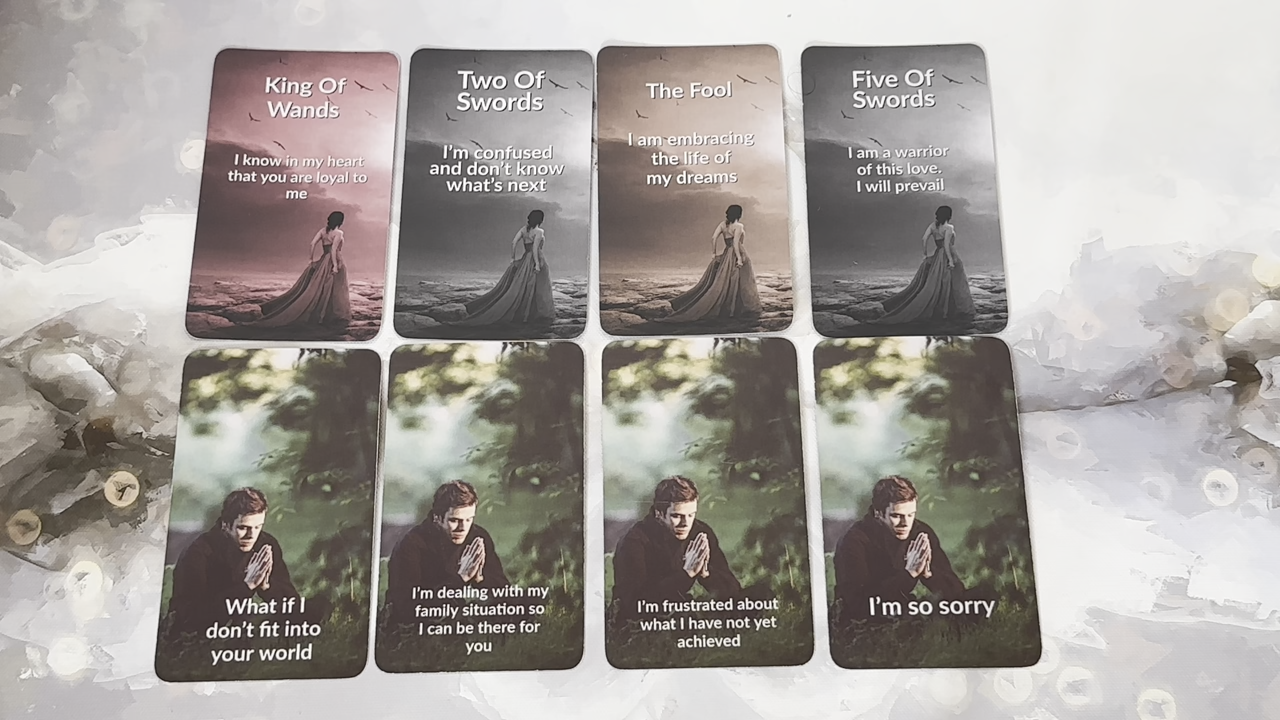 King Of
Wands
I know in my heart
that you are loyal to
me
Two Of
Swords
I'm confused
and don't know
what's next
The Fool
I am embracing
the life of
my dreams
Five Of
Swords
I am a warrior
of this love.
I will prevail
What if I
don't fit into
your world
I'm dealing with my
family situation so
I can be there for
you
I'm frustrated about
what I have not yet
achieved
I'm so sorry